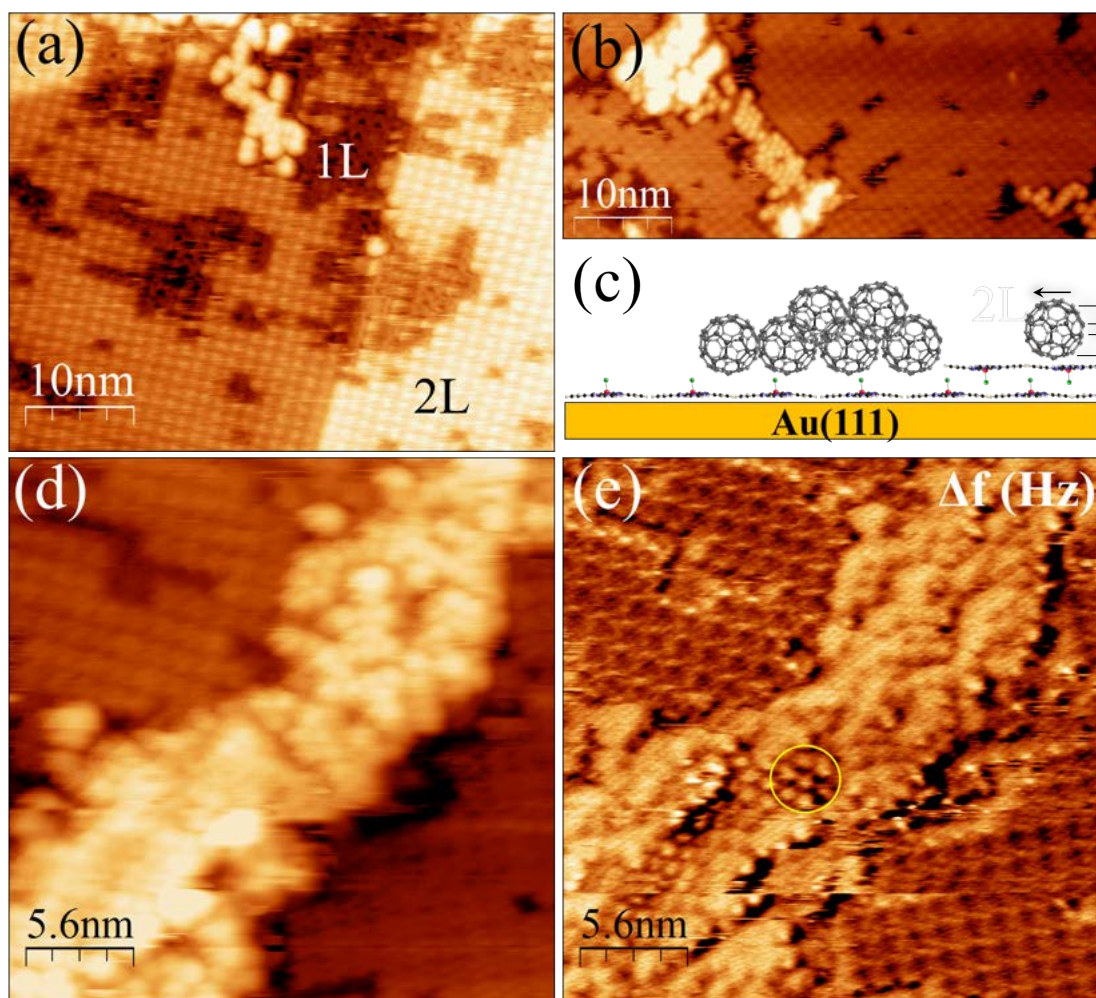 (a)
1L
2L
10nm
(b)
10nm
(c)
2L
Au(111)
(d)
5.6nm
(e)
Δf (Hz)
5.6nm